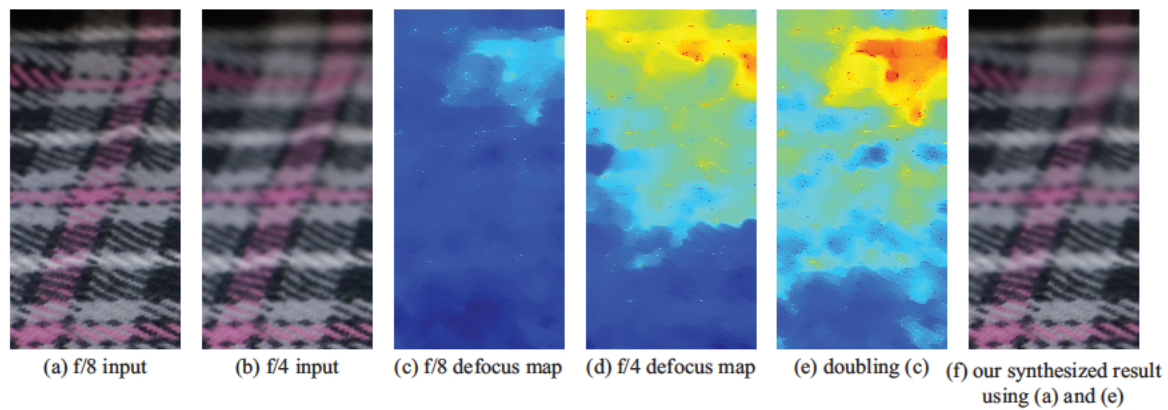 (a) f/8 input
(b) f/4 input
(c) f/8 defocus map
(d) f/4 defocus map
(e) doubling (c)
(f) our synthesized result
using (a) and (e)